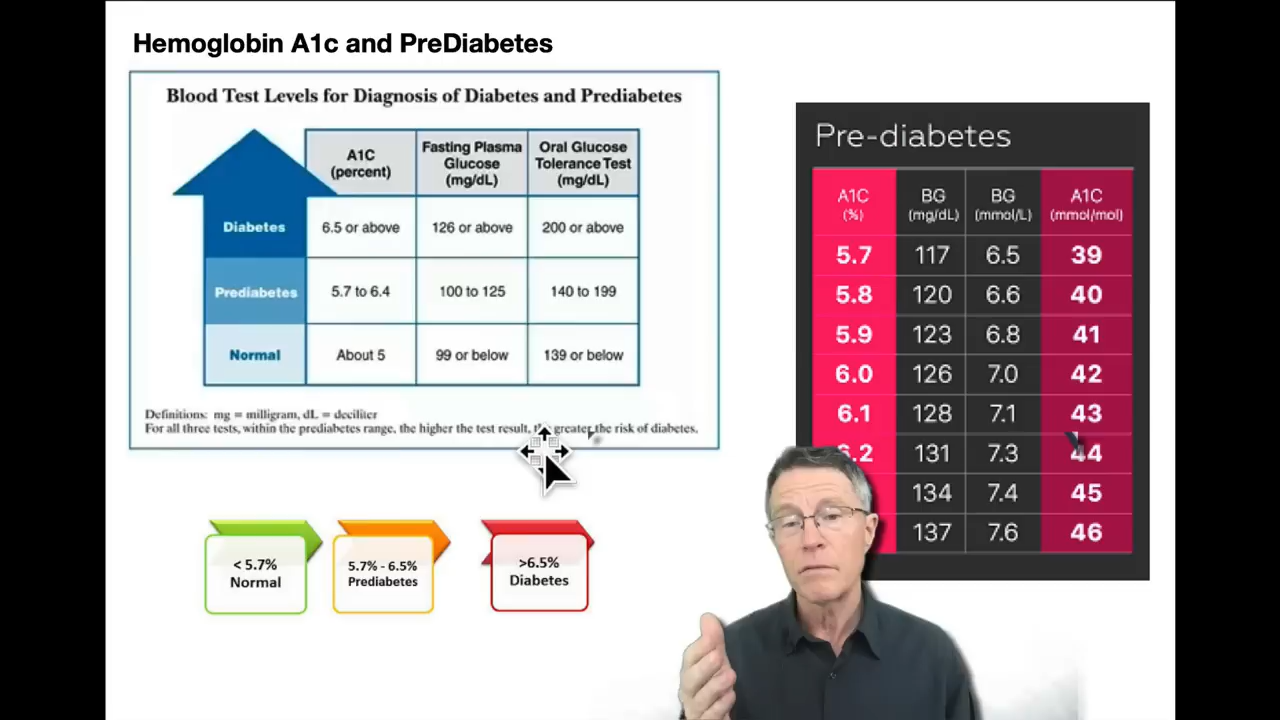 Hemoglobin A1c and PreDiabetes
Blood Test Levels for Diagnosis of Diabetes and Prediabetes
A1C (percent) Fasting Plasma Glucose (mg/dL) Oral Glucose Tolerance Test (mg/dL)
Diabetes 6.5 or above 126 or above 200 or above
Prediabetes 5.7 to 6.4 100 to 125 140 to 199
Normal About 5 99 or below 139 or below
Definitions: mg = milligram, dL = deciliter
For all three tests, within the prediabetes range, the higher the test result, the greater the risk of diabetes.
< 5.7%
Normal
5.7% - 6.5%
Prediabetes
>6.5%
Diabetes
Pre-diabetes
A1C (%) BG (mg/dL) BG (mmol/L) A1C (mmol/mol)
5.7 117 6.5 39
5.8 120 6.6 40
5.9 123 6.8 41
6.0 126 7.0 42
6.1 128 7.1 43
.2 131 7.3 44
134 7.4 45
137 7.6 46